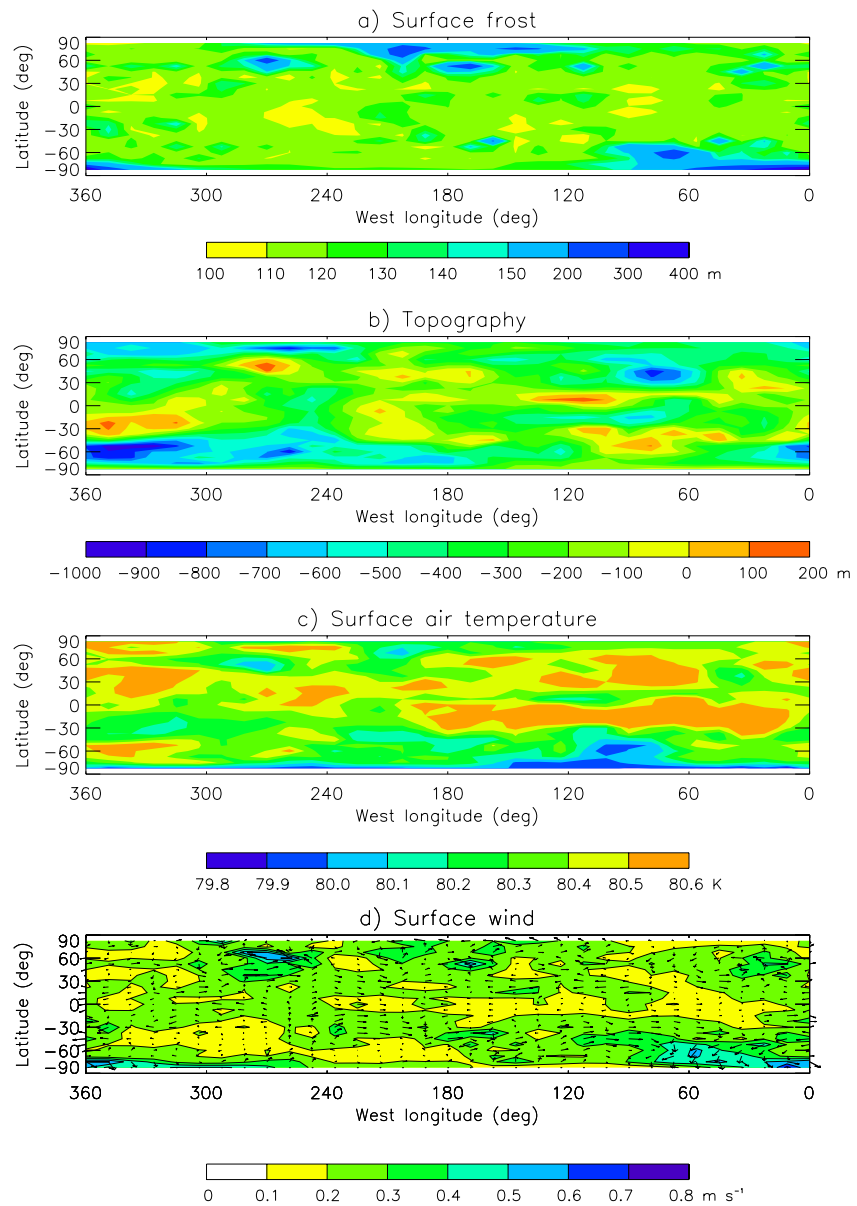 a) Surface frost
Latitude (deg)
90
60
30
0
−30
−60
−90
360 300 240 180 120 60 0
West longitude (deg)
100 110 120 130 140 150 200 300 400 m
b) Topography
Latitude (deg)
90
60
30
0
−30
−60
−90
360 300 240 180 120 60 0
West longitude (deg)
−1000 −900 −800 −700 −600 −500 −400 −300 −200 −100 0 100 200 m
c) Surface air temperature
Latitude (deg)
90
60
30
0
−30
−60
−90
360 300 240 180 120 60 0
West longitude (deg)
79.8 79.9 80.0 80.1 80.2 80.3 80.4 80.5 80.6 K
d) Surface wind
Latitude (deg)
90
60
30
0
−30
−60
−90
360 300 240 180 120 60 0
West longitude (deg)
0 0.1 0.2 0.3 0.4 0.5 0.6 0.7 0.8 m s⁻¹